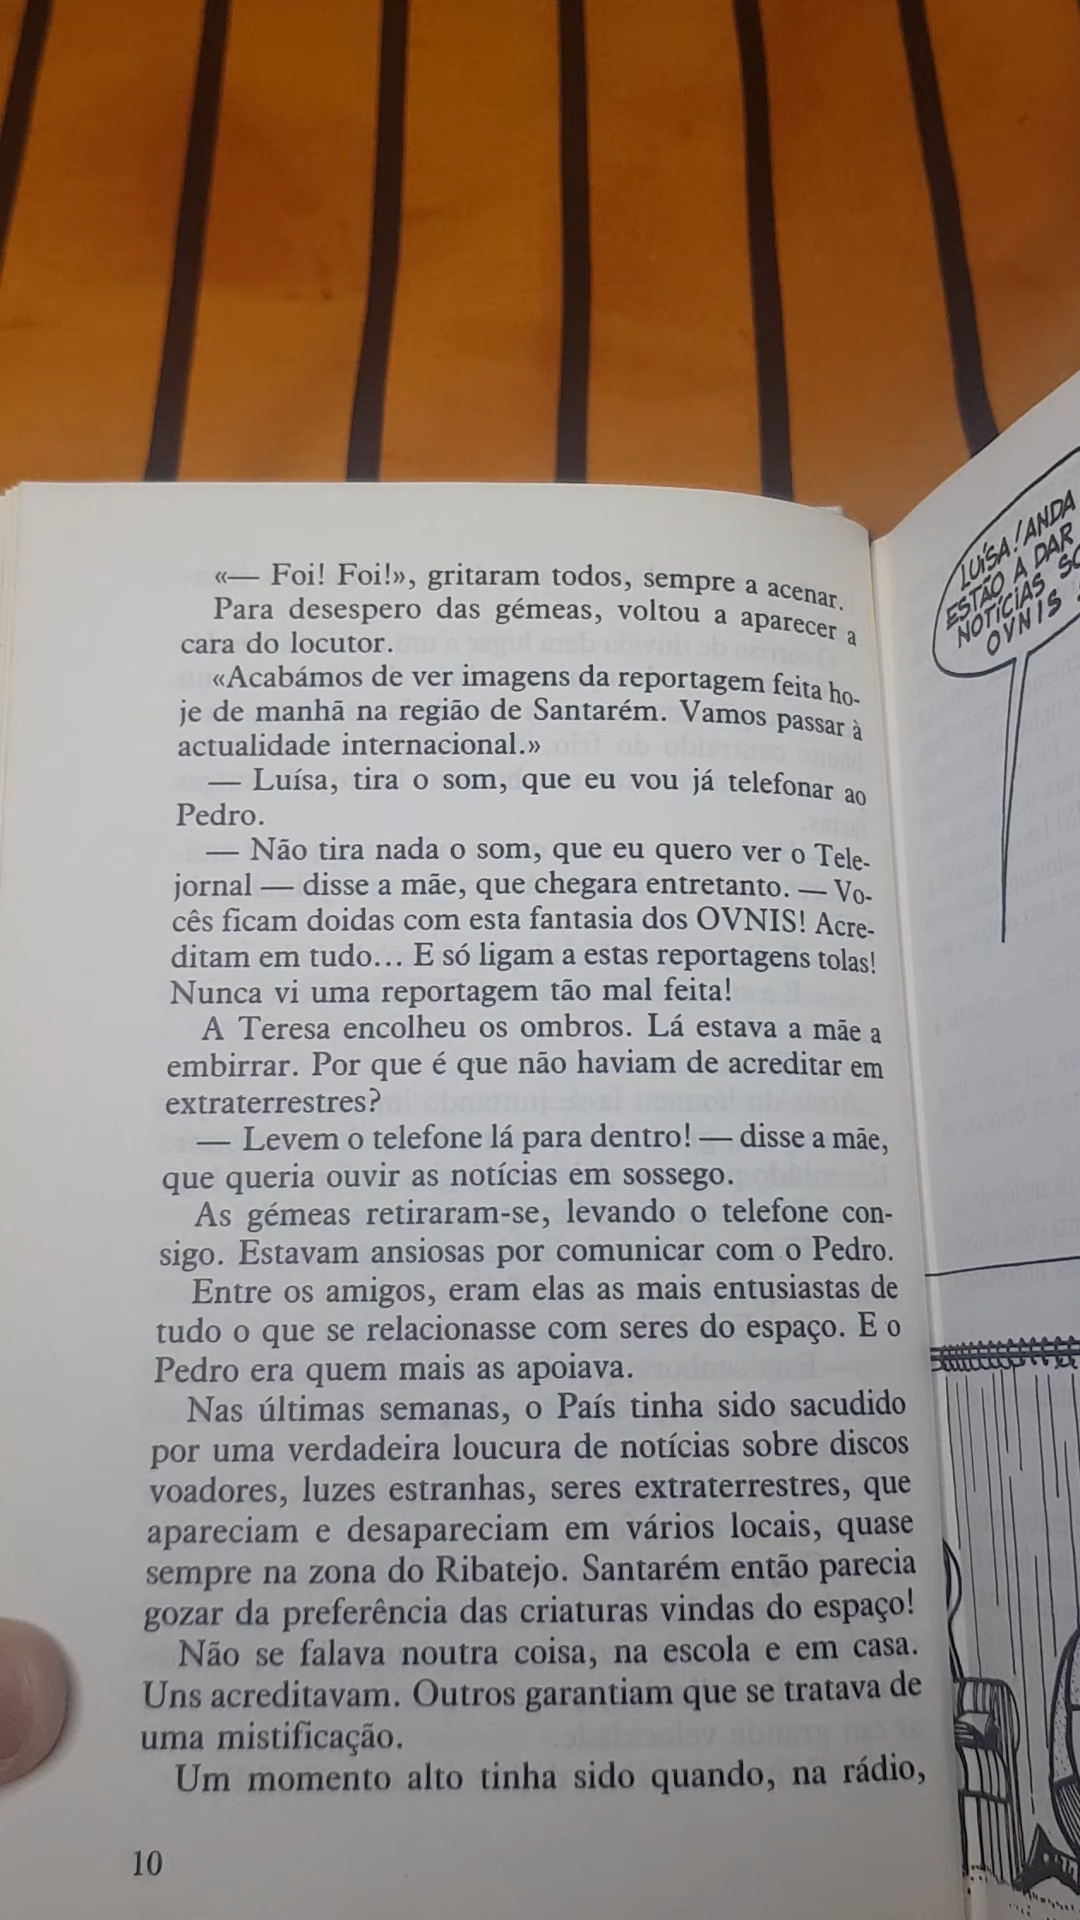 «— Foi! Foi!», gritaram todos, sempre a acenar.
Para desespero das gémeas, voltou a aparecer a
cara do locutor.
«Acabámos de ver imagens da reportagem feita ho-
je de manhã na região de Santarém. Vamos passar à
actualidade internacional.»
— Luísa, tira o som, que eu vou já telefonar ao
Pedro.
— Não tira nada o som, que eu quero ver o Tele-
jornal — disse a mãe, que chegara entretanto. — Vo-
cês ficam doidas com esta fantasia dos OVNIS! Acre-
ditam em tudo... E só ligam a estas reportagens tolas!
Nunca vi uma reportagem tão mal feita!
A Teresa encolheu os ombros. Lá estava a mãe a
embirrar. Por que é que não haviam de acreditar em
extraterrestres?
— Levem o telefone lá para dentro! — disse a mãe,
que queria ouvir as notícias em sossego.
As gémeas retiraram-se, levando o telefone con-
sigo. Estavam ansiosas por comunicar com o Pedro.
Entre os amigos, eram elas as mais entusiastas de
tudo o que se relacionasse com seres do espaço. E o
Pedro era quem mais as apoiava.
Nas últimas semanas, o País tinha sido sacudido
por uma verdadeira loucura de notícias sobre discos
voadores, luzes estranhas, seres extraterrestres, que
apareciam e desapareciam em vários locais, quase
sempre na zona do Ribatejo. Santarém então parecia
gozar da preferência das criaturas vindas do espaço!
Não se falava noutra coisa, na escola e em casa.
Uns acreditavam. Outros garantiam que se tratava de
uma mistificação.
Um momento alto tinha sido quando, na rádio,
10
LUÍSA! ANDA
ESTÃO A DAR
NOTÍCIAS SO
OVNIS